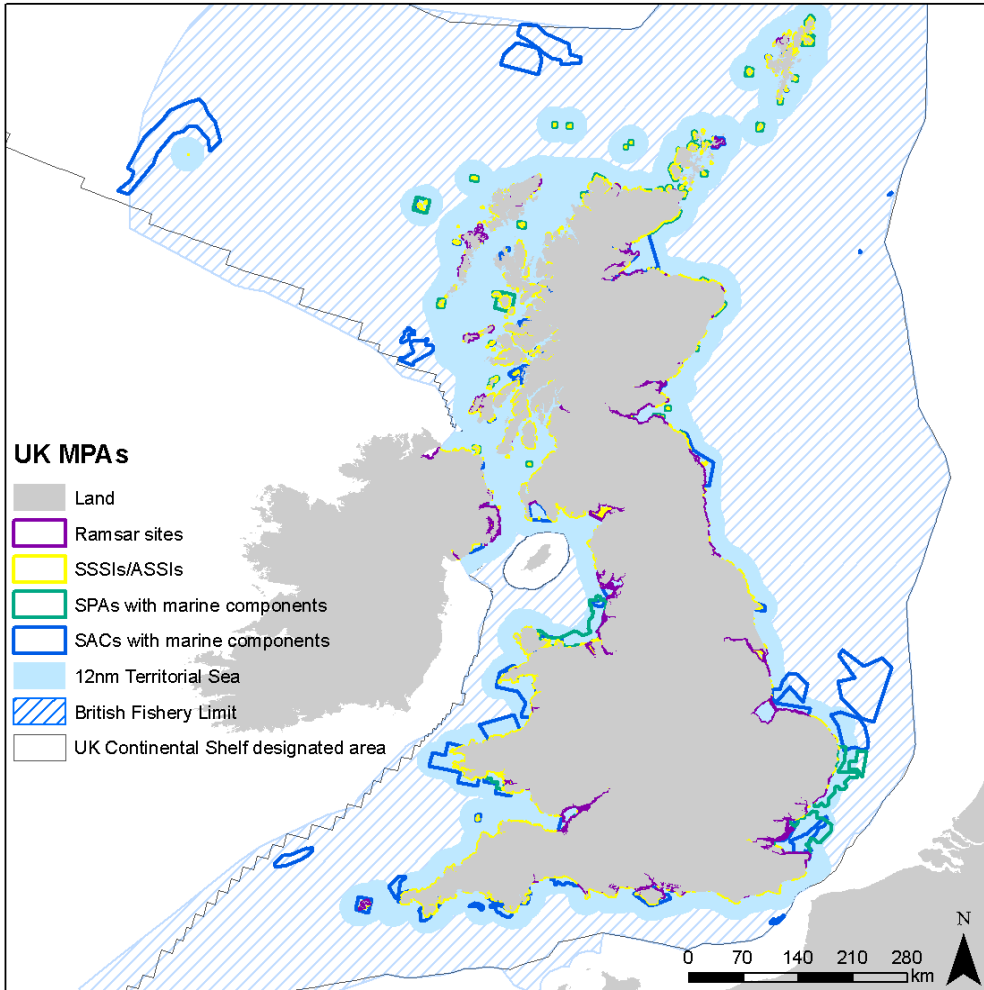 UK MPAs
Land
Ramsar sites
SSSIs/ASSIs
SPAs with marine components
SACs with marine components
12nm Territorial Sea
British Fishery Limit
UK Continental Shelf designated area
N
0 70 140 210 280
km